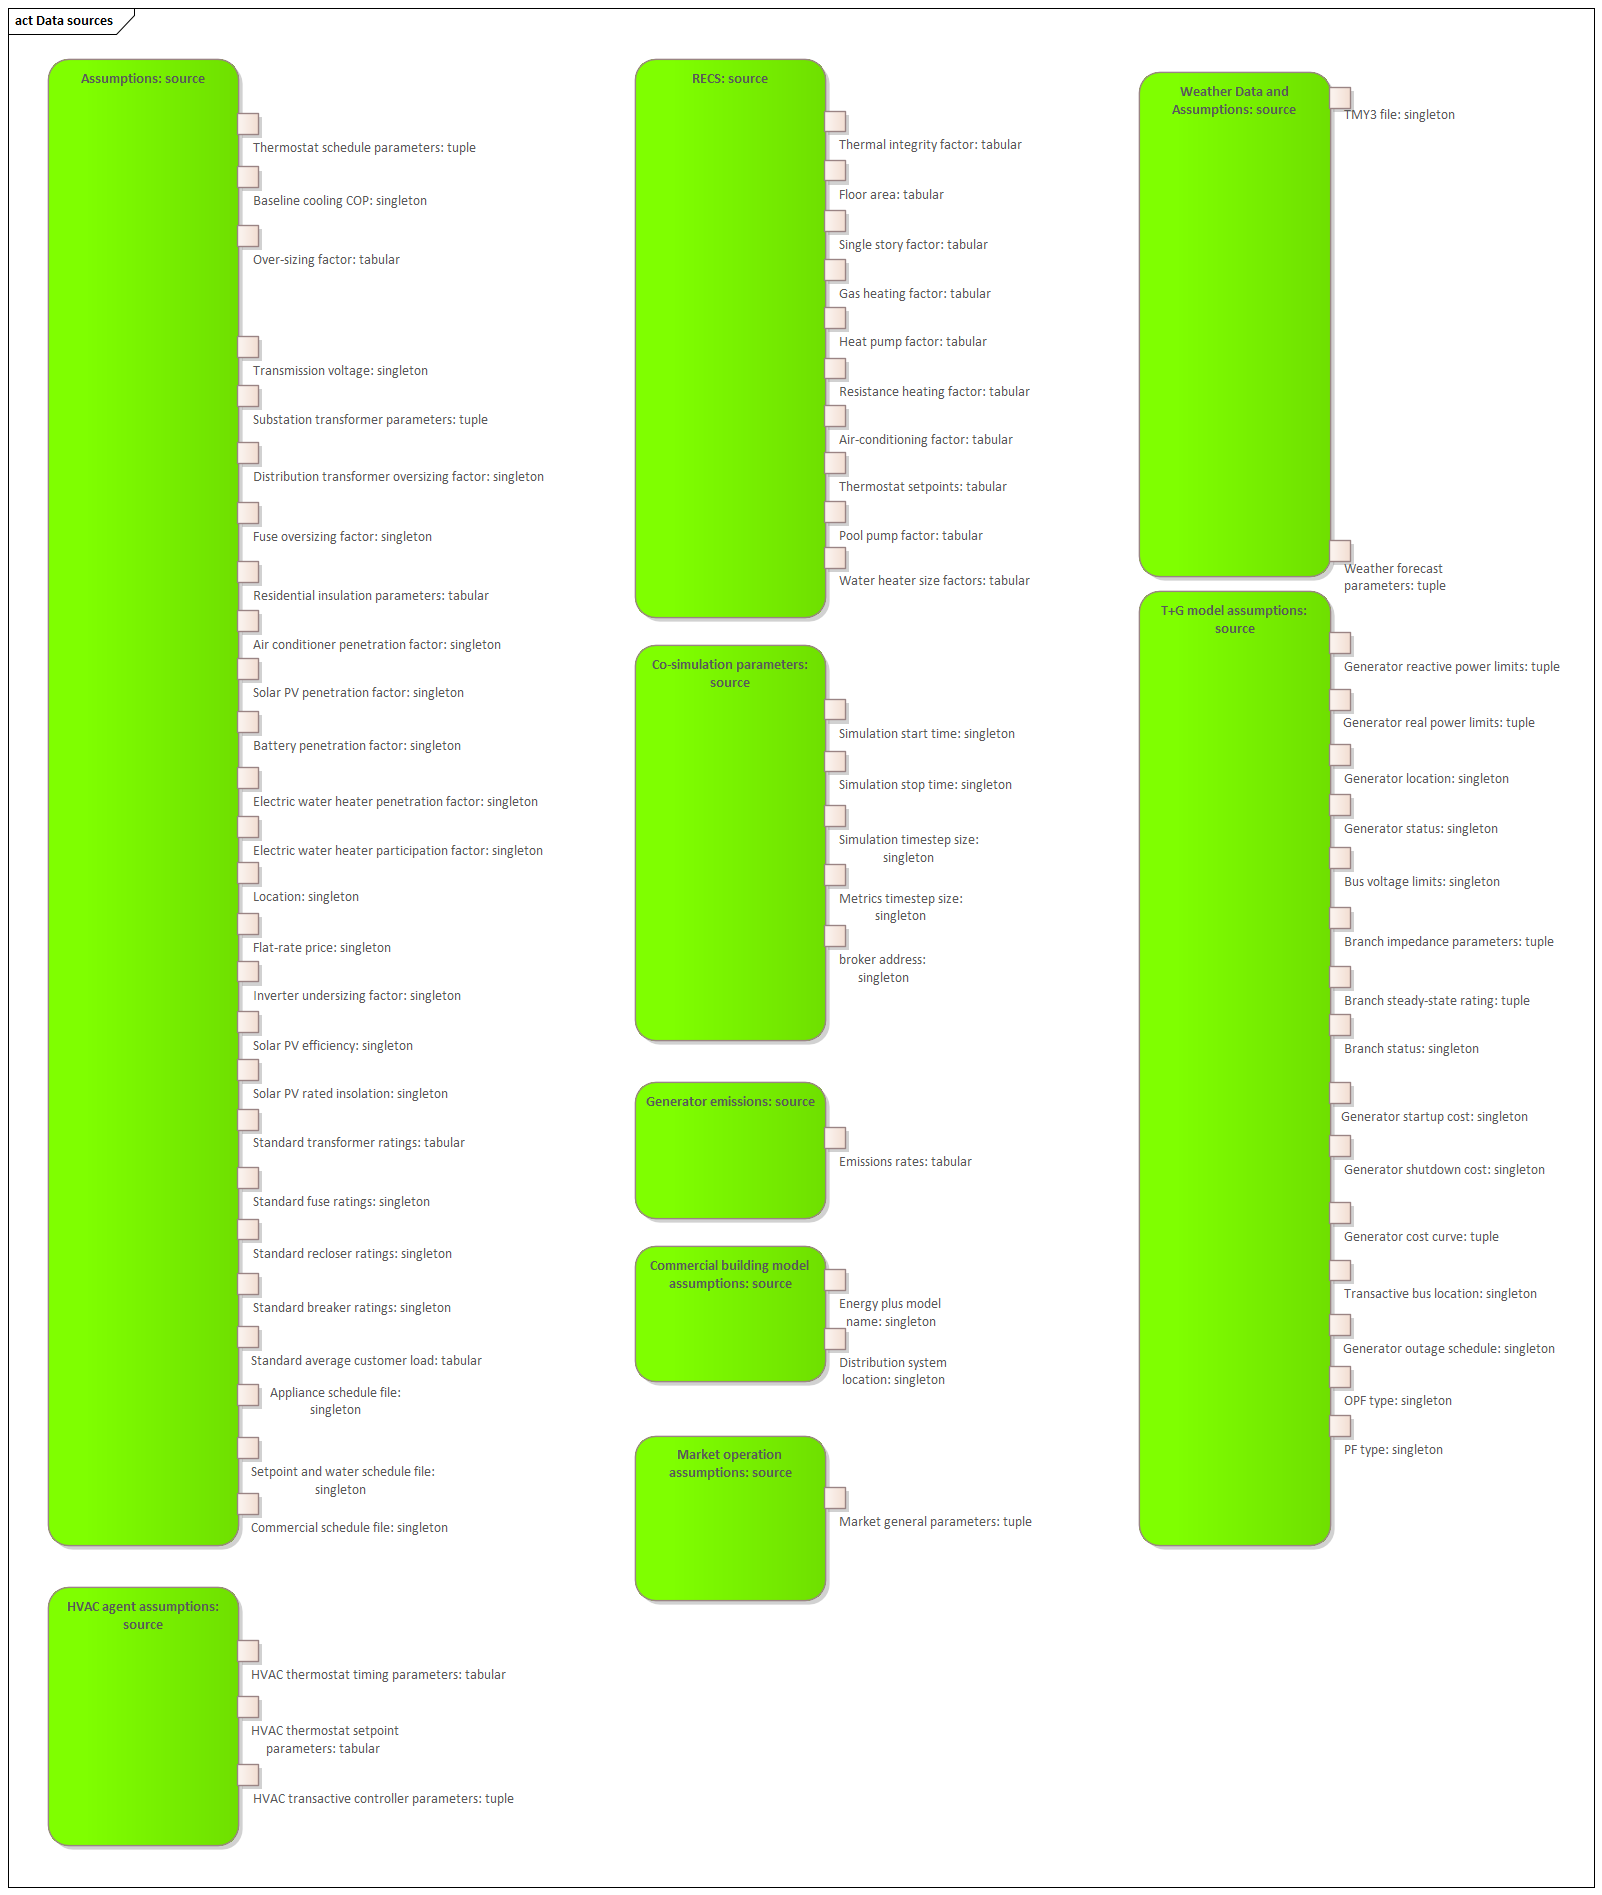 act Data sources
Assumptions: source
Thermostat schedule parameters: tuple
Baseline cooling COP: singleton
Over-sizing factor: tabular
Transmission voltage: singleton
Substation transformer parameters: tuple
Distribution transformer oversizing factor: singleton
Fuse oversizing factor: singleton
Residential insulation parameters: tabular
Air conditioner penetration factor: singleton
Solar PV penetration factor: singleton
Battery penetration factor: singleton
Electric water heater penetration factor: singleton
Electric water heater participation factor: singleton
Location: singleton
Flat-rate price: singleton
Inverter undersizing factor: singleton
Solar PV efficiency: singleton
Solar PV rated insolation: singleton
Standard transformer ratings: tabular
Standard fuse ratings: singleton
Standard recloser ratings: singleton
Standard breaker ratings: singleton
Standard average customer load: tabular
Appliance schedule file:
singleton
Setpoint and water schedule file:
singleton
Commercial schedule file: singleton
HVAC agent assumptions:
source
HVAC thermostat timing parameters: tabular
HVAC thermostat setpoint
parameters: tabular
HVAC transactive controller parameters: tuple
RECS: source
Thermal integrity factor: tabular
Floor area: tabular
Single story factor: tabular
Gas heating factor: tabular
Heat pump factor: tabular
Resistance heating factor: tabular
Air-conditioning factor: tabular
Thermostat setpoints: tabular
Pool pump factor: tabular
Water heater size factors: tabular
Co-simulation parameters:
source
Simulation start time: singleton
Simulation stop time: singleton
Simulation timestep size:
singleton
Metrics timestep size:
singleton
broker address:
singleton
Generator emissions: source
Emissions rates: tabular
Commercial building model
assumptions: source
Energy plus model
name: singleton
Distribution system
location: singleton
Market operation
assumptions: source
Market general parameters: tuple
Weather Data and
Assumptions: source
TMY3 file: singleton
Weather forecast
parameters: tuple
T+G model assumptions:
source
Generator reactive power limits: tuple
Generator real power limits: tuple
Generator location: singleton
Generator status: singleton
Bus voltage limits: singleton
Branch impedance parameters: tuple
Branch steady-state rating: tuple
Branch status: singleton
Generator startup cost: singleton
Generator shutdown cost: singleton
Generator cost curve: tuple
Transactive bus location: singleton
Generator outage schedule: singleton
OPF type: singleton
PF type: singleton